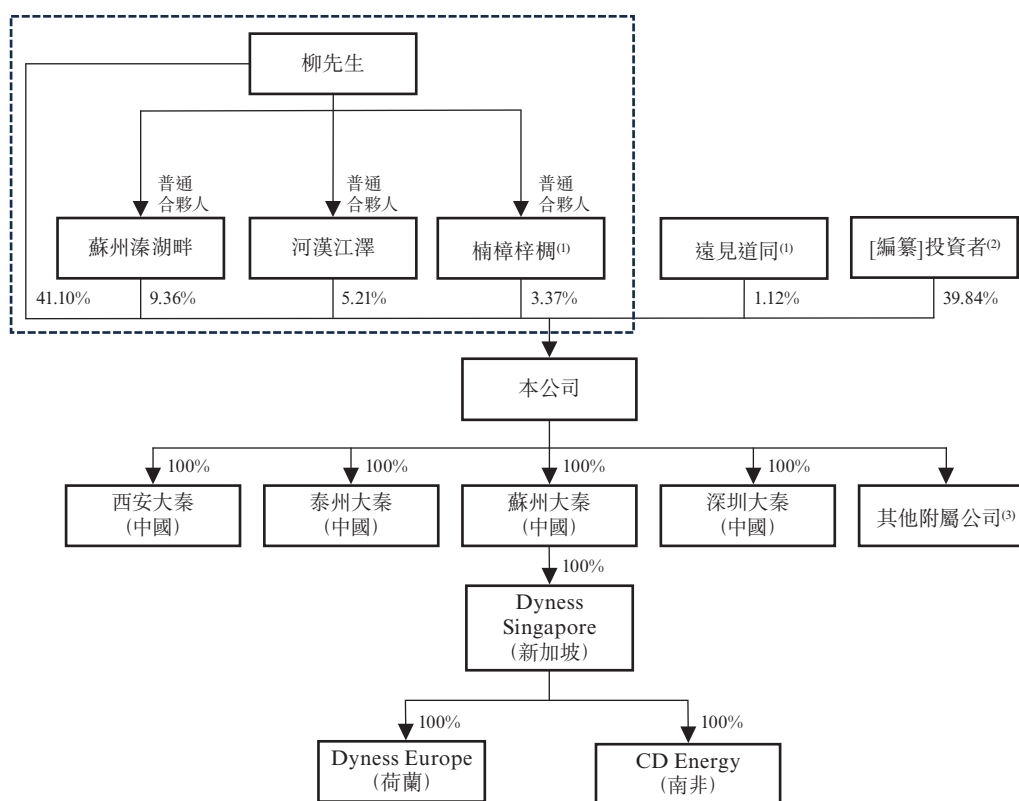 柳先生
普通
合夥人
普通
合夥人
普通
合夥人
蘇州溱湖畔
河漢江澤
楠樟梓椆(1)
遠見道同(1)
[編纂]投資者(2)
41.10%
9.36%
5.21%
3.37%
1.12%
39.84%
本公司
100%
100%
100%
100%
西安大秦
(中國)
泰州大秦
(中國)
蘇州大秦
(中國)
深圳大秦
(中國)
其他附屬公司(3)
100%
Dyness
Singapore
(新加坡)
100%
100%
Dyness Europe
(荷蘭)
CD Energy
(南非)